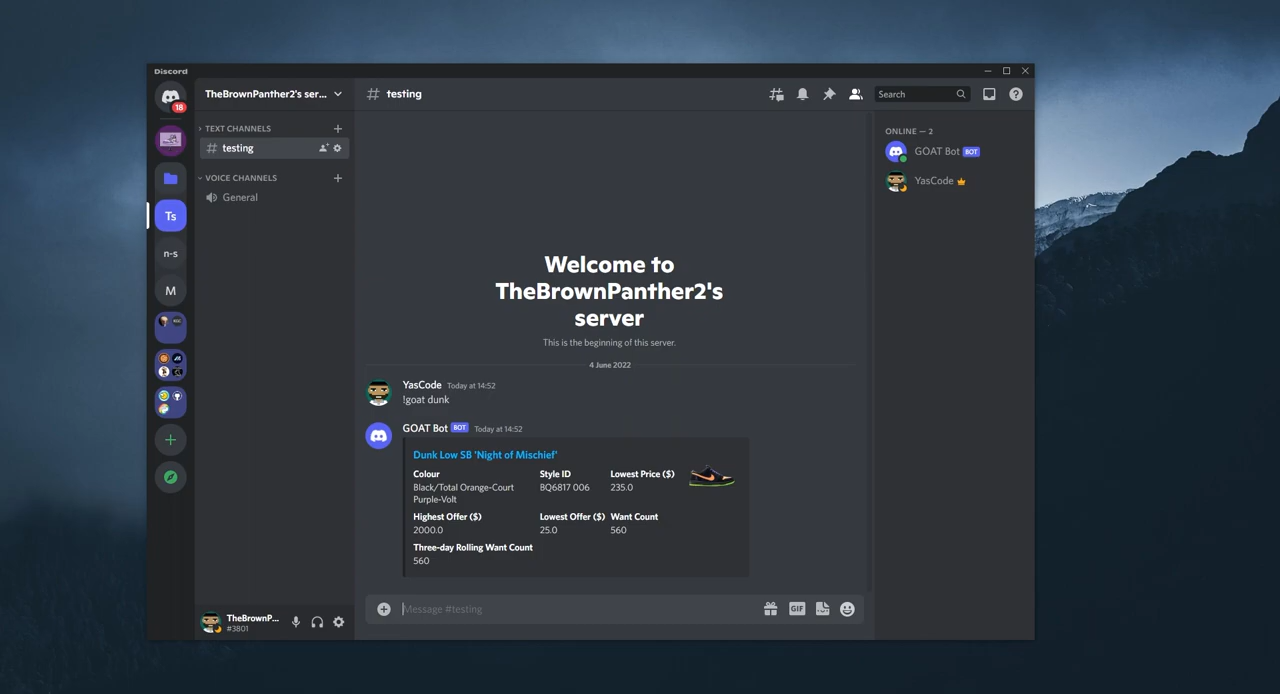 Discord
18
TheBrownPanther2's ser...
# testing
Search
TEXT CHANNELS
# testing
VOICE CHANNELS
General
Ts
n-s
M
TheBrownP...
#3801
Welcome to
TheBrownPanther2's
server
This is the beginning of this server.
4 June 2022
YasCode Today at 14:52
!goat dunk
GOAT Bot BOT Today at 14:52
Dunk Low SB 'Night of Mischief'
Colour Style ID Lowest Price ($)
Black/Total Orange-Court BQ6817 006 235.0
Purple-Volt
Highest Offer ($) Lowest Offer ($) Want Count
2000.0 25.0 560
Three-day Rolling Want Count
560
Message #testing
GIF
ONLINE — 2
GOAT Bot BOT
YasCode